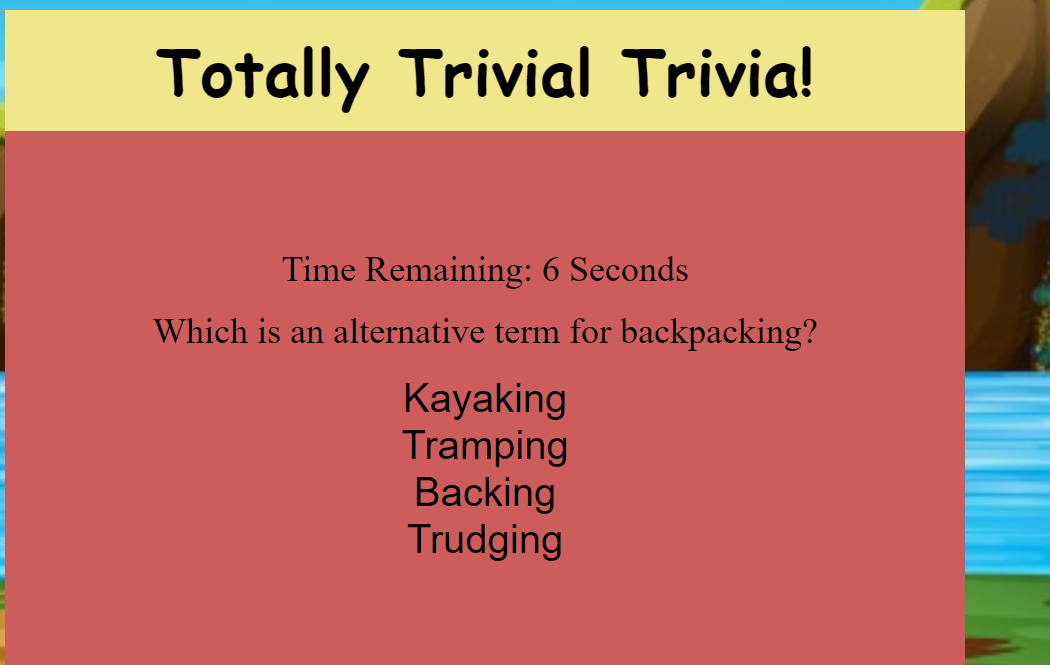 Totally Trivial Trivia!
Time Remaining: 6 Seconds
Which is an alternative term for backpacking?
Kayaking
Tramping
Backing
Trudging